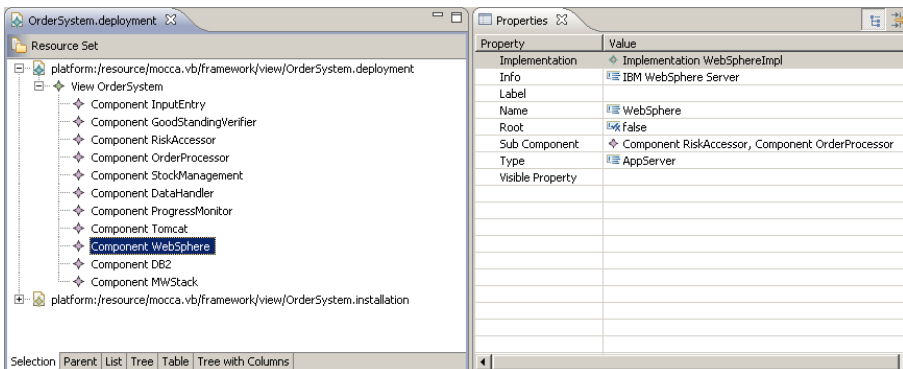 OrderSystem.deployment
Resource Set
platform:/resource/mocca.vb/framework/view/OrderSystem.deployment
View OrderSystem
Component InputEntry
Component GoodStandingVerifier
Component RiskAccessor
Component OrderProcessor
Component StockManagement
Component DataHandler
Component ProgressMonitor
Component Tomcat
Component WebSphere
Component DB2
Component MWStack
platform:/resource/mocca.vb/framework/view/OrderSystem.installation
Selection Parent List Tree Table Tree with Columns
Properties
Property Value
Implementation Implementation WebSphereImpl
Info IBM WebSphere Server
Label
Name WebSphere
Root false
Sub Component Component RiskAccessor, Component OrderProcessor
Type AppServer
Visible Property